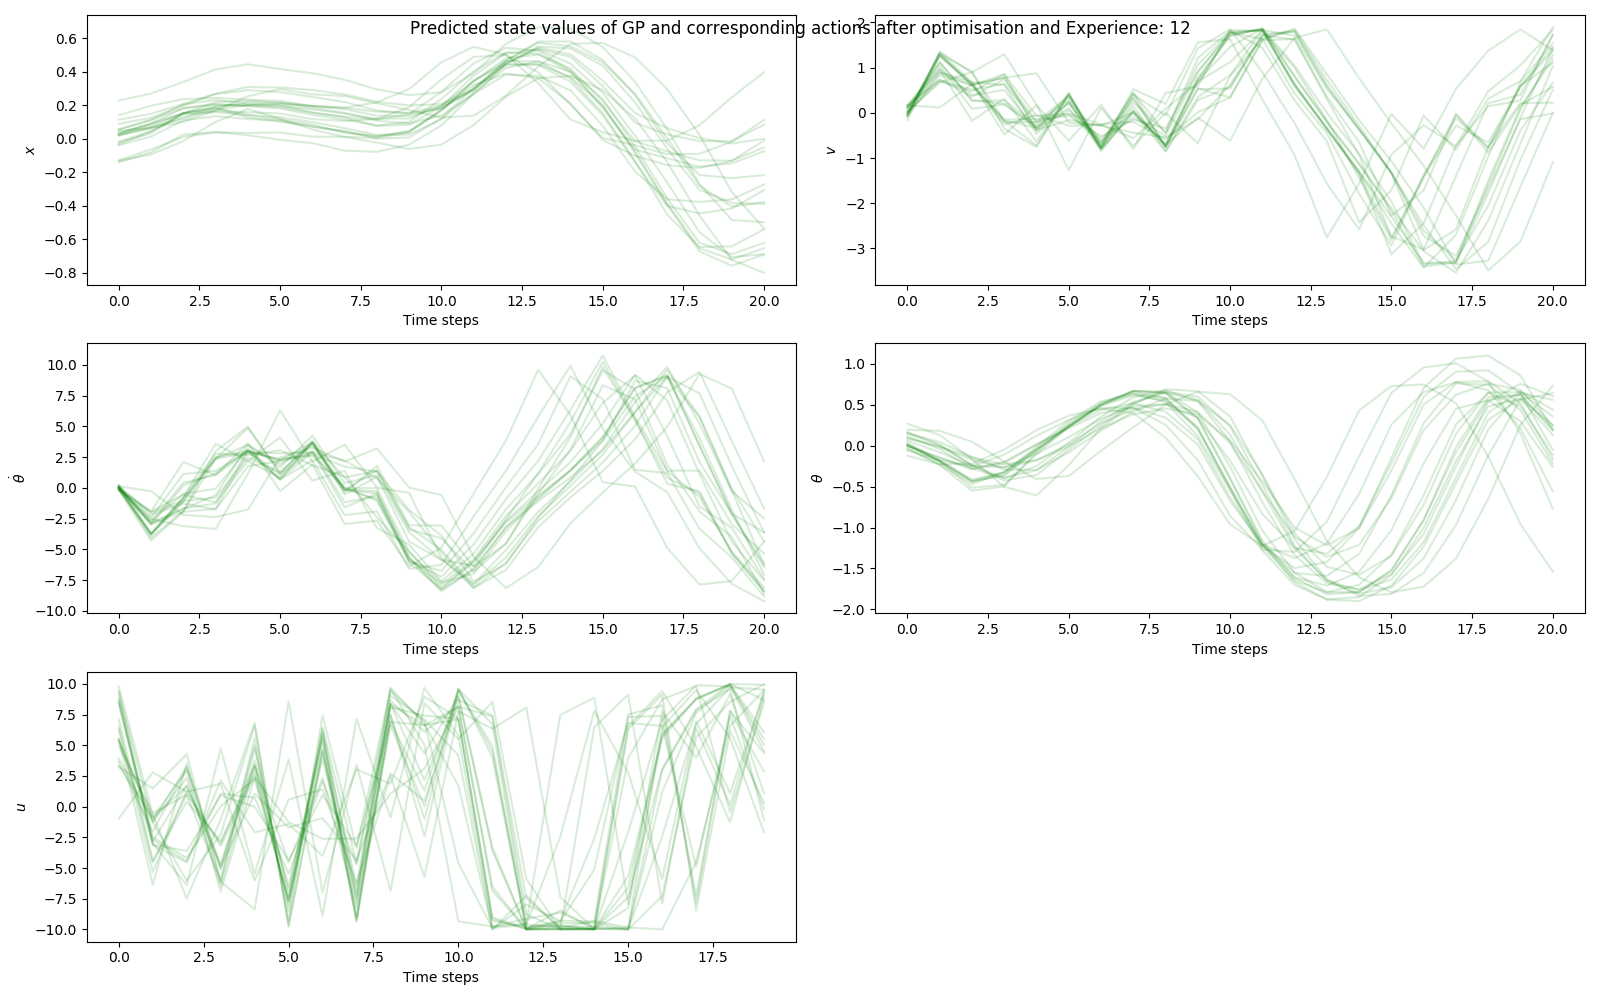 Predicted state values of GP and corresponding actions after optimisation and Experience: 12
0.6
0.4
0.2
0.0
−0.2
−0.4
−0.6
−0.8
x
0.0 2.5 5.0 7.5 10.0 12.5 15.0 17.5 20.0
Time steps
2
1
0
−1
−2
−3
v
0.0 2.5 5.0 7.5 10.0 12.5 15.0 17.5 20.0
Time steps
10.0
7.5
5.0
2.5
0.0
−2.5
−5.0
−7.5
−10.0
θ̇
0.0 2.5 5.0 7.5 10.0 12.5 15.0 17.5 20.0
Time steps
1.0
0.5
0.0
−0.5
−1.0
−1.5
−2.0
θ
0.0 2.5 5.0 7.5 10.0 12.5 15.0 17.5 20.0
Time steps
10.0
7.5
5.0
2.5
0.0
−2.5
−5.0
−7.5
−10.0
u
0.0 2.5 5.0 7.5 10.0 12.5 15.0 17.5
Time steps